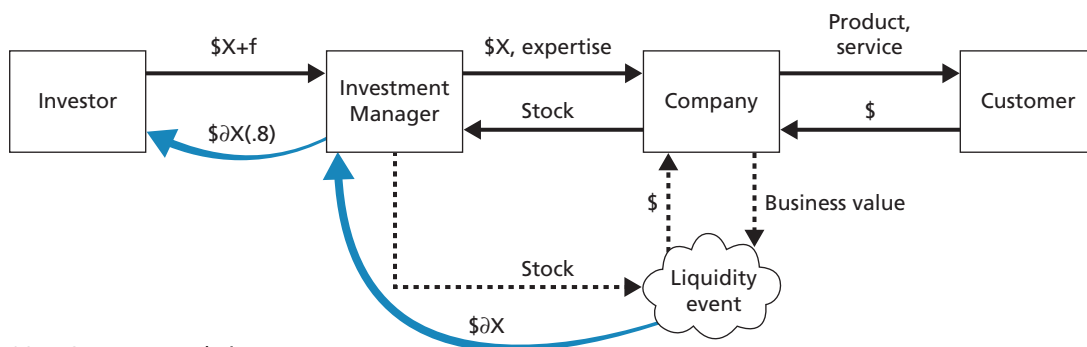 $X+f
$X, expertise
Product,
service
Investor
Investment
Manager
Company
Customer
Stock
$
$∂X(.8)
$
Business value
Stock
Liquidity
event
$∂X